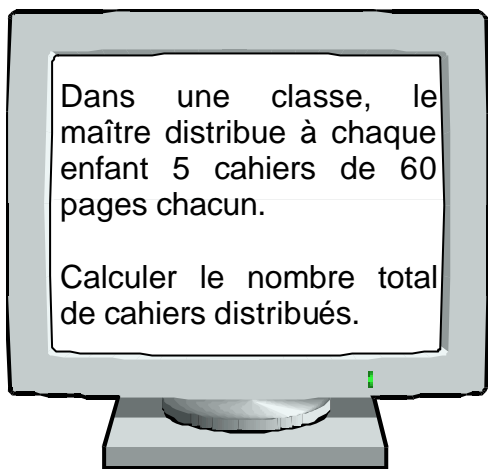 Dans une classe, le
maître distribue à chaque
enfant 5 cahiers de 60
pages chacun.
Calculer le nombre total
de cahiers distribués.